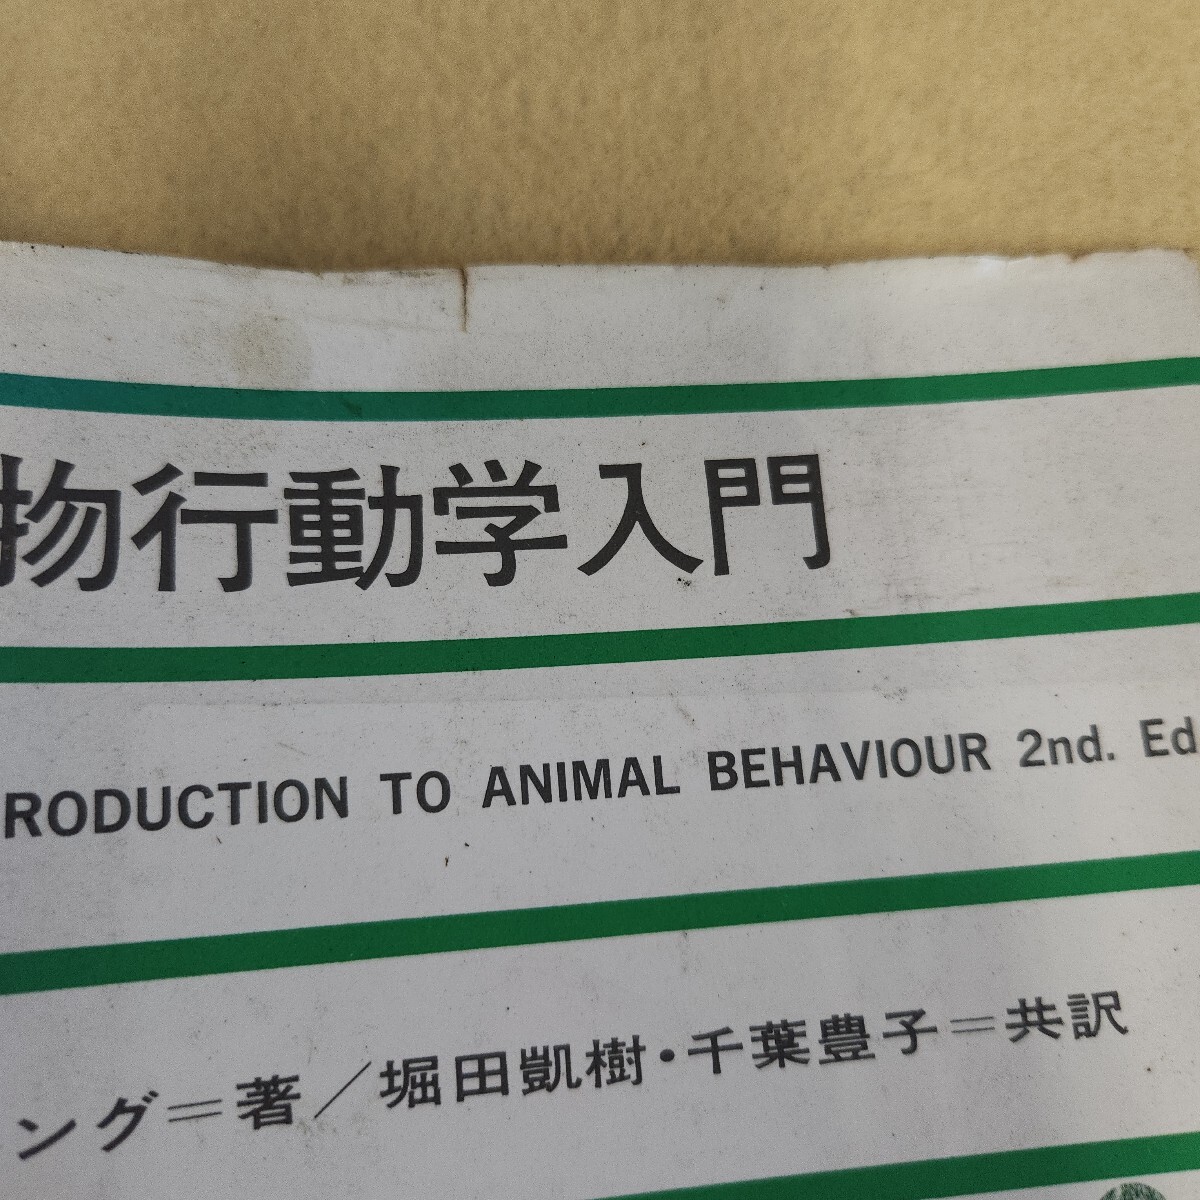 物行動学入門
RODUCTION TO ANIMAL BEHAVIOUR 2nd. Ed
ング=著/堀田凱樹・千葉豊子=共訳